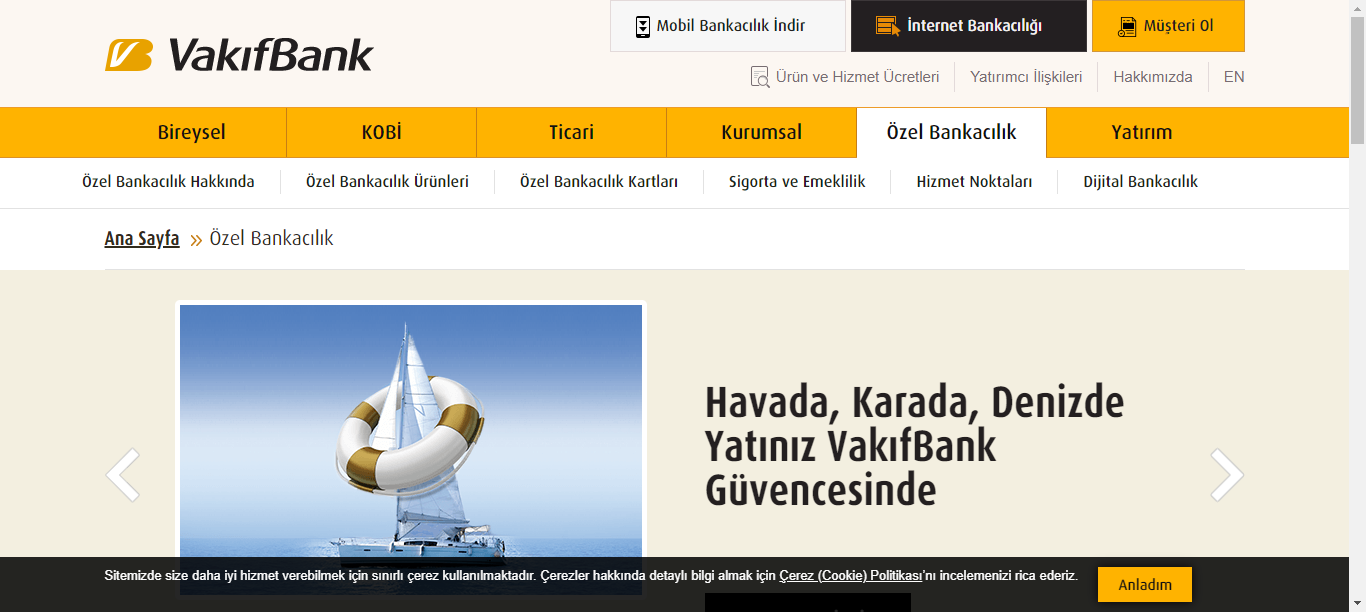 Mobil Bankacılık İndir
İnternet Bankacılığı
Müşteri Ol
VakıfBank
Ürün ve Hizmet Ücretleri
Yatırımcı İlişkileri
Hakkımızda
EN
Bireysel
KOBİ
Ticari
Kurumsal
Özel Bankacılık
Yatırım
Özel Bankacılık Hakkında
Özel Bankacılık Ürünleri
Özel Bankacılık Kartları
Sigorta ve Emeklilik
Hizmet Noktaları
Dijital Bankacılık
Ana Sayfa » Özel Bankacılık
Havada, Karada, Denizde
Yatınız VakıfBank
Güvencesinde
Sitemizde size daha iyi hizmet verebilmek için sınırlı çerez kullanılmaktadır. Çerezler hakkında detaylı bilgi almak için Çerez (Cookie) Politikası'nı incelemenizi rica ederiz.
Anladım